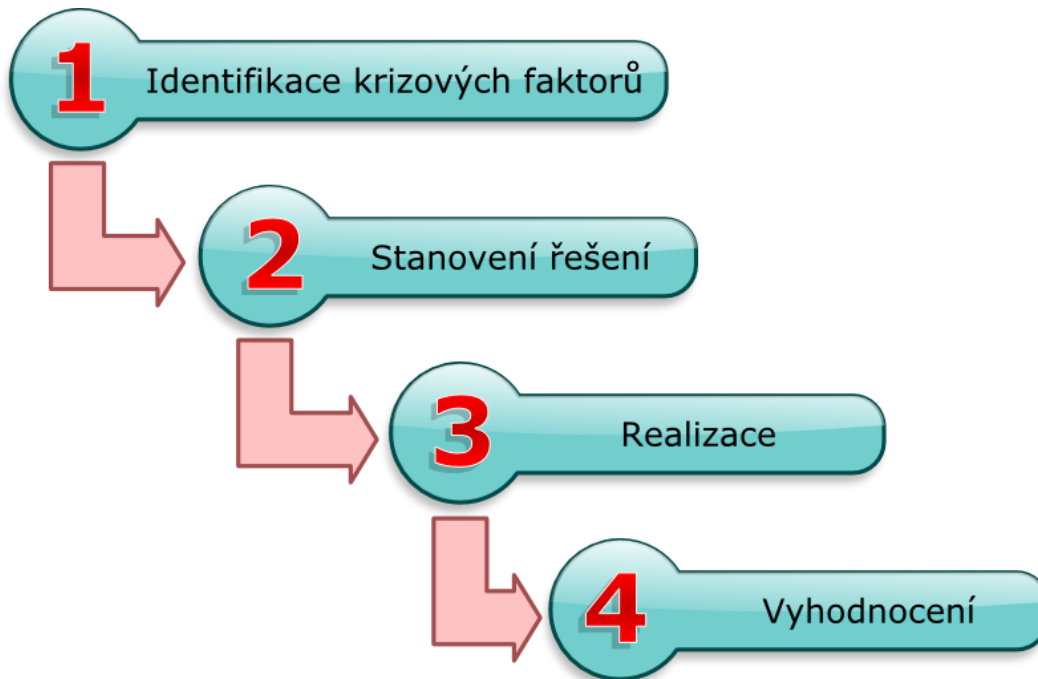 1 Identifikace krizových faktorů
2 Stanovení řešení
3 Realizace
4 Vyhodnocení